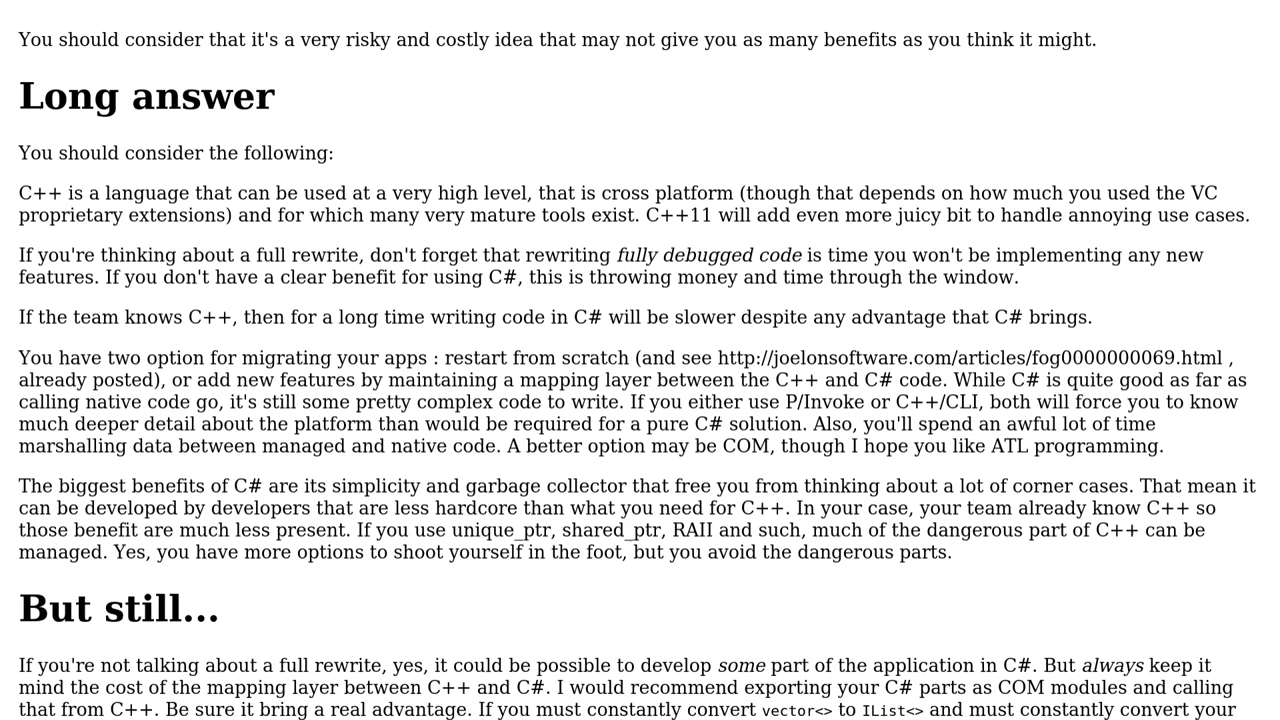 You should consider that it's a very risky and costly idea that may not give you as many benefits as you think it might.
Long answer
You should consider the following:
C++ is a language that can be used at a very high level, that is cross platform (though that depends on how much you used the VC
proprietary extensions) and for which many very mature tools exist. C++11 will add even more juicy bit to handle annoying use cases.
If you're thinking about a full rewrite, don't forget that rewriting fully debugged code is time you won't be implementing any new
features. If you don't have a clear benefit for using C#, this is throwing money and time through the window.
If the team knows C++, then for a long time writing code in C# will be slower despite any advantage that C# brings.
You have two option for migrating your apps : restart from scratch (and see http://joelonsoftware.com/articles/fog0000000069.html ,
already posted), or add new features by maintaining a mapping layer between the C++ and C# code. While C# is quite good as far as
calling native code go, it's still some pretty complex code to write. If you either use P/Invoke or C++/CLI, both will force you to know
much deeper detail about the platform than would be required for a pure C# solution. Also, you'll spend an awful lot of time
marshalling data between managed and native code. A better option may be COM, though I hope you like ATL programming.
The biggest benefits of C# are its simplicity and garbage collector that free you from thinking about a lot of corner cases. That mean it
can be developed by developers that are less hardcore than what you need for C++. In your case, your team already know C++ so
those benefit are much less present. If you use unique_ptr, shared_ptr, RAII and such, much of the dangerous part of C++ can be
managed. Yes, you have more options to shoot yourself in the foot, but you avoid the dangerous parts.
But still...
If you're not talking about a full rewrite, yes, it could be possible to develop some part of the application in C#. But always keep it
mind the cost of the mapping layer between C++ and C#. I would recommend exporting your C# parts as COM modules and calling
that from C++. Be sure it bring a real advantage. If you must constantly convert vector<> to IList<> and must constantly convert your